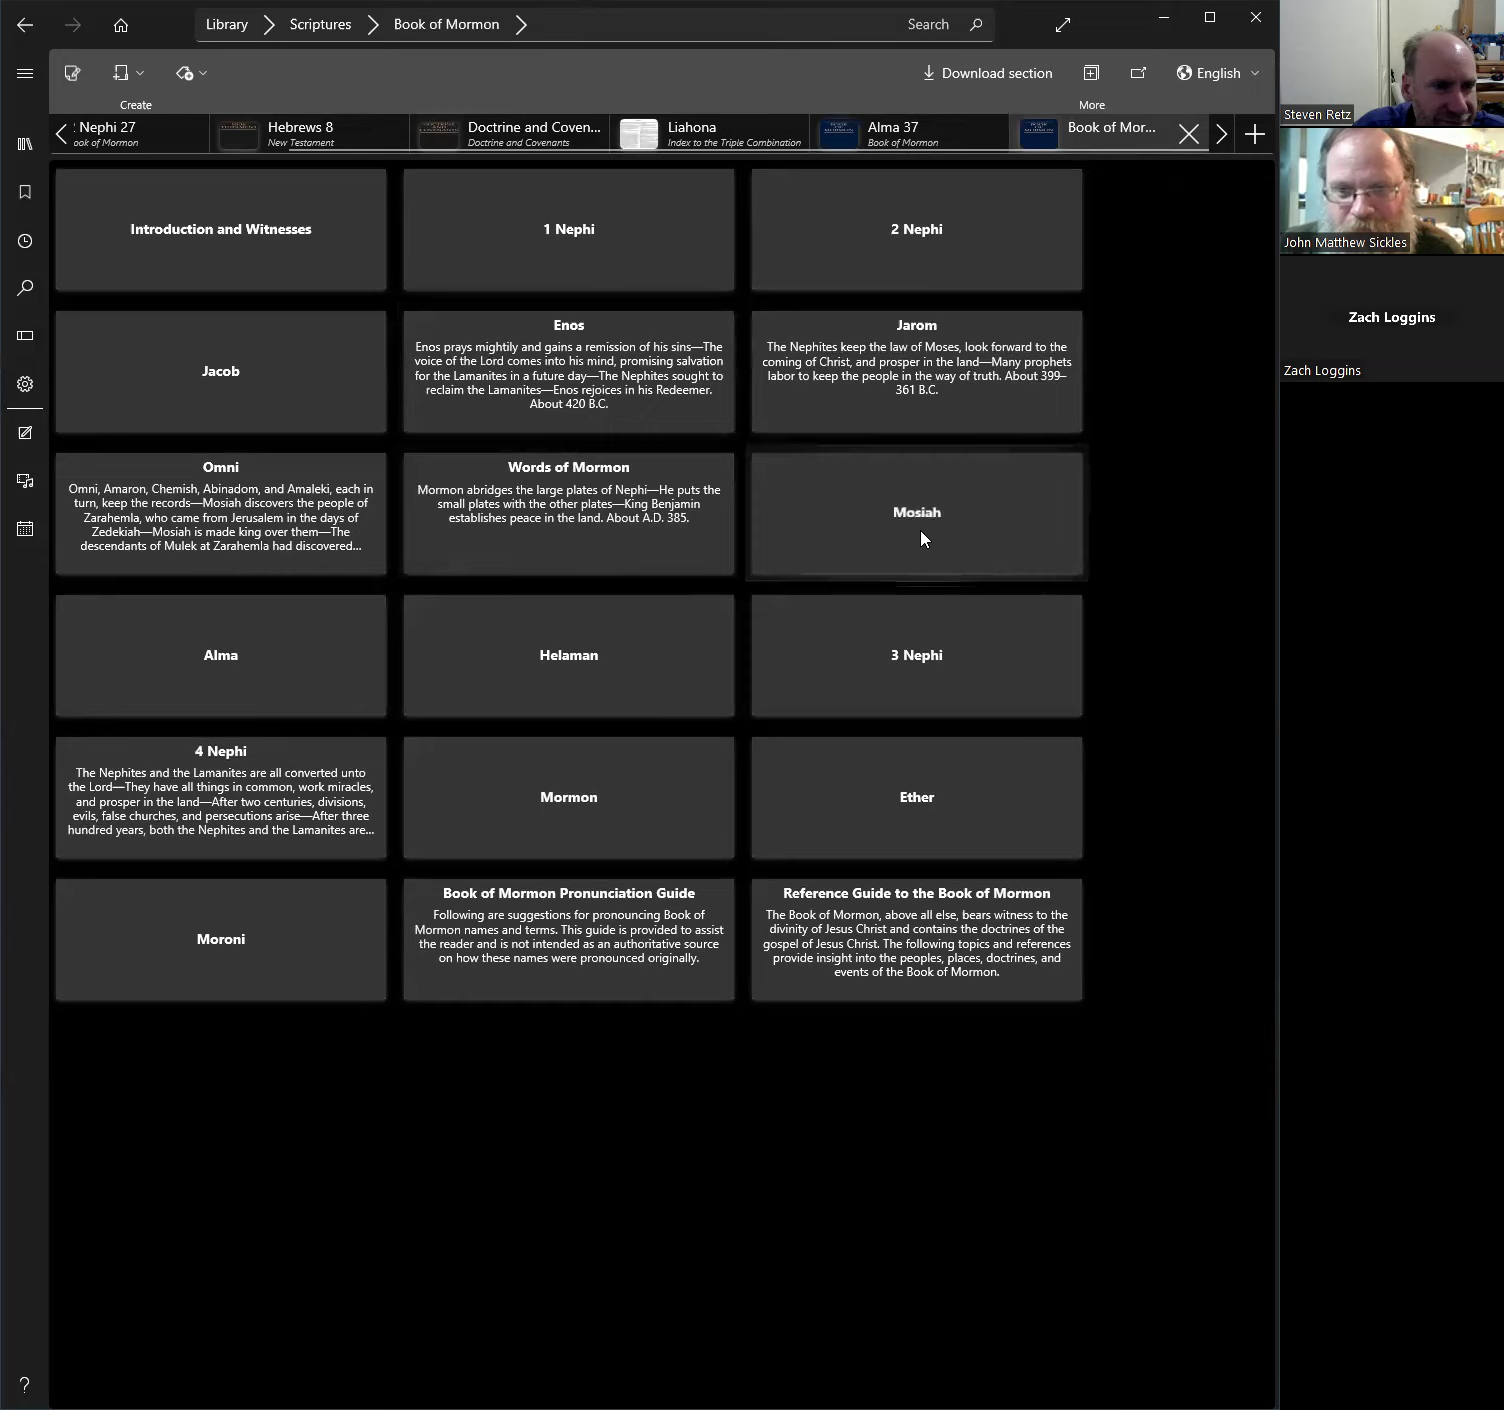 Library
Scriptures
Book of Mormon
Search
Download section
English
Create
More
Nephi 27
ook of Mormon
Hebrews 8
New Testament
Doctrine and Coven...
Doctrine and Covenants
Liahona
Index to the Triple Combination
Alma 37
Book of Mormon
Book of Mor...
Introduction and Witnesses
1 Nephi
2 Nephi
Jacob
Enos
Enos prays mightily and gains a remission of his sins—The
voice of the Lord comes into his mind, promising salvation
for the Lamanites in a future day—The Nephites sought to
reclaim the Lamanites—Enos rejoices in his Redeemer.
About 420 B.C.
Jarom
The Nephites keep the law of Moses, look forward to the
coming of Christ, and prosper in the land—Many prophets
labor to keep the people in the way of truth. About 399–
361 B.C.
Omni
Omni, Amaron, Chemish, Abinadom, and Amaleki, each in
turn, keep the records—Mosiah discovers the people of
Zarahemla, who came from Jerusalem in the days of
Zedekiah—Mosiah is made king over them—The
descendants of Mulek at Zarahemla had discovered...
Words of Mormon
Mormon abridges the large plates of Nephi—He puts the
small plates with the other plates—King Benjamin
establishes peace in the land. About A.D. 385.
Mosiah
Alma
Helaman
3 Nephi
4 Nephi
The Nephites and the Lamanites are all converted unto
the Lord—They have all things in common, work miracles,
and prosper in the land—After two centuries, divisions,
evils, false churches, and persecutions arise—After three
hundred years, both the Nephites and the Lamanites are...
Mormon
Ether
Moroni
Book of Mormon Pronunciation Guide
Following are suggestions for pronouncing Book of
Mormon names and terms. This guide is provided to assist
the reader and is not intended as an authoritative source
on how these names were pronounced originally.
Reference Guide to the Book of Mormon
The Book of Mormon, above all else, bears witness to the
divinity of Jesus Christ and contains the doctrines of the
gospel of Jesus Christ. The following topics and references
provide insight into the peoples, places, doctrines, and
events of the Book of Mormon.
Steven Retz
John Matthew Sickles
Zach Loggins
Zach Loggins